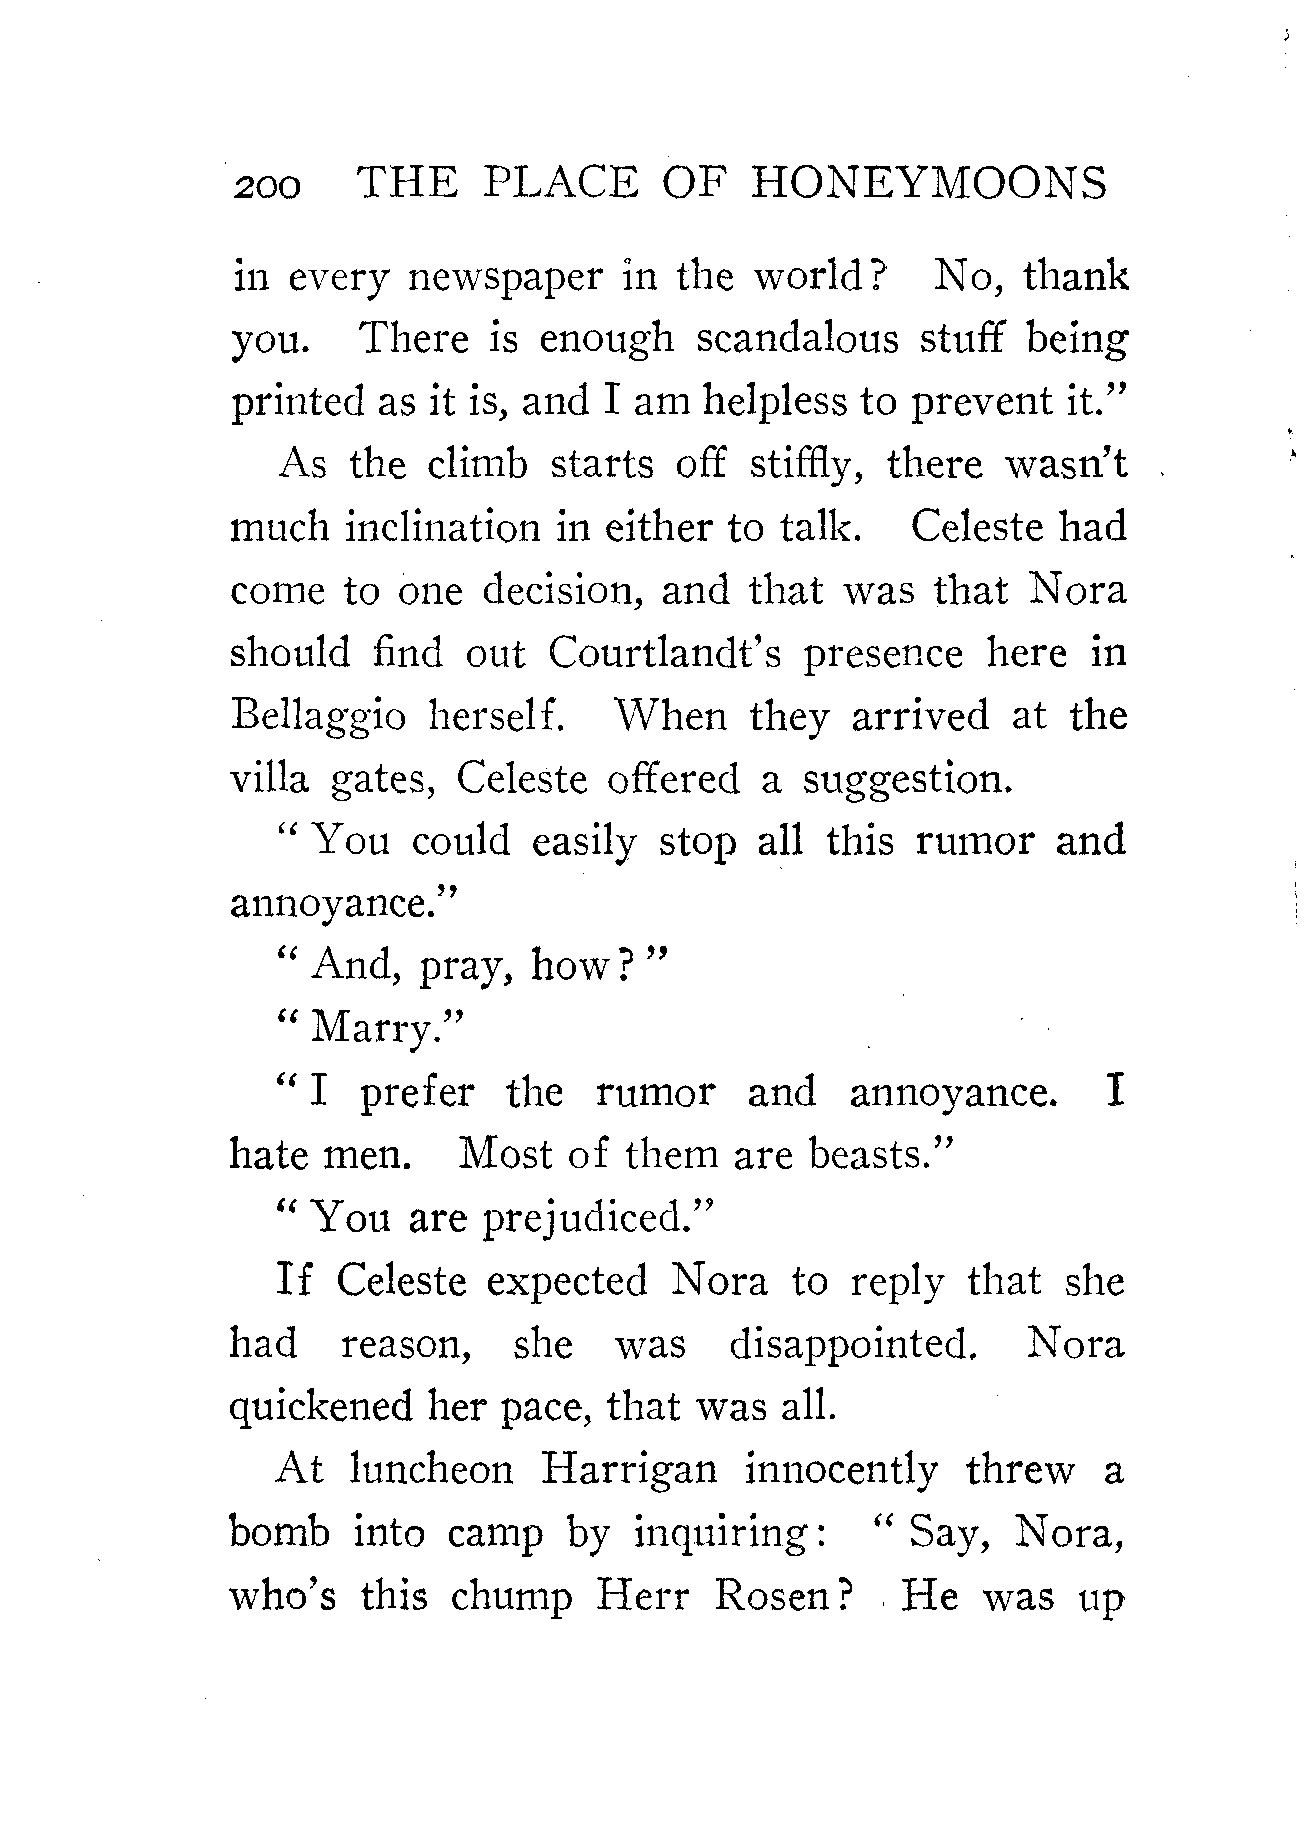 200 THE PLACE OF HONEYMOONS
in every newspaper in the world? No, thank
you. There is enough scandalous stuff being
printed as it is, and I am helpless to prevent it."
As the climb starts off stiffly, there wasn't
much inclination in either to talk. Celeste had
come to one decision, and that was that Nora
should find out Courtlandt's presence here in
Bellaggio herself. When they arrived at the
villa gates, Celeste offered a suggestion.
"You could easily stop all this rumor and
annoyance."
"And, pray, how?"
"Marry."
"I prefer the rumor and annoyance. I
hate men. Most of them are beasts."
"You are prejudiced."
If Celeste expected Nora to reply that she
had reason, she was disappointed. Nora
quickened her pace, that was all.
At luncheon Harrigan innocently threw a
bomb into camp by inquiring: "Say, Nora,
who's this chump Herr Rosen? He was up